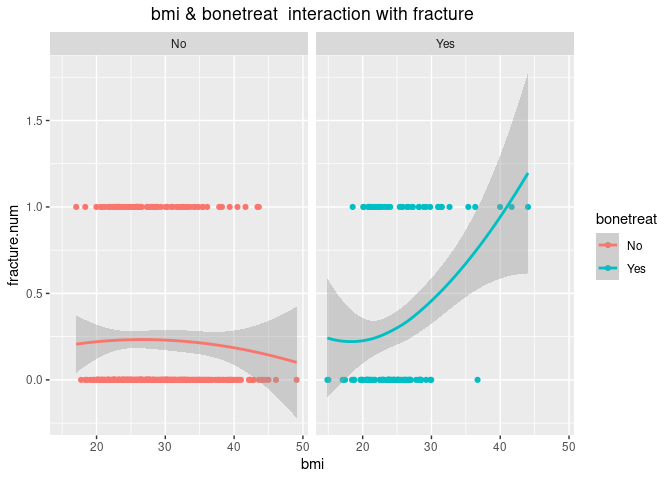 bmi & bonetreat  interaction with fracture
No
Yes
fracture.num
1.5
1.0
0.5
0.0
20
30
40
50
20
30
40
50
bmi
bonetreat
No
Yes